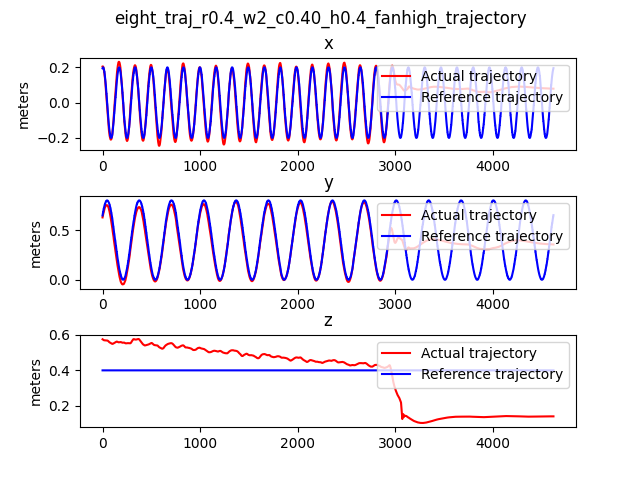 eight_traj_r0.4_w2_c0.40_h0.4_fanhigh_trajectory
x
meters
0.2
0.0
−0.2
Actual trajectory
Reference trajectory
0 1000 2000 3000 4000
y
meters
0.5
0.0
Actual trajectory
Reference trajectory
0 1000 2000 3000 4000
z
meters
0.6
0.4
0.2
Actual trajectory
Reference trajectory
0 1000 2000 3000 4000